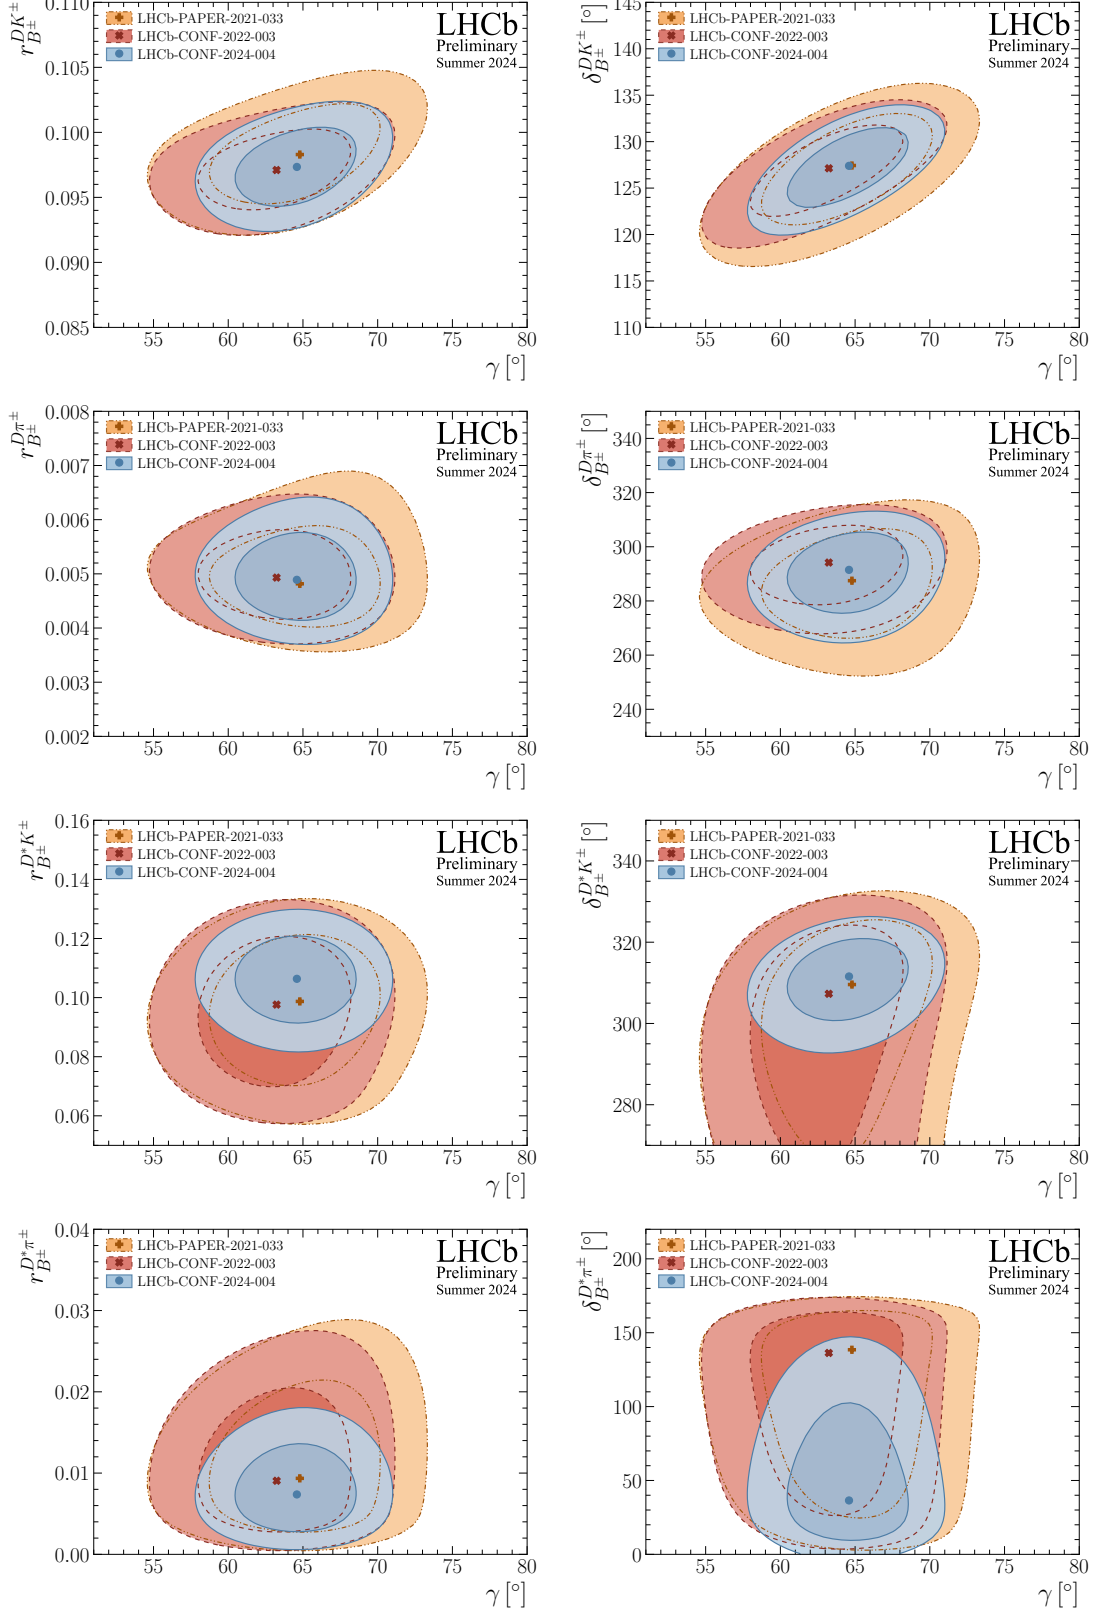 r_{B^±}^{DK^±}
0.110
0.105
0.100
0.095
0.090
0.085
LHCb-PAPER-2021-033
LHCb-CONF-2022-003
LHCb-CONF-2024-004
LHCb
Preliminary
Summer 2024
55 60 65 70 75 80
γ [°]
δ_{B^±}^{DK^±} [°]
145
140
135
130
125
120
115
110
LHCb-PAPER-2021-033
LHCb-CONF-2022-003
LHCb-CONF-2024-004
LHCb
Preliminary
Summer 2024
55 60 65 70 75 80
γ [°]
r_{B^±}^{Dπ^±}
0.008
0.007
0.006
0.005
0.004
0.003
0.002
LHCb-PAPER-2021-033
LHCb-CONF-2022-003
LHCb-CONF-2024-004
LHCb
Preliminary
Summer 2024
55 60 65 70 75 80
γ [°]
δ_{B^±}^{Dπ^±} [°]
340
320
300
280
260
240
LHCb-PAPER-2021-033
LHCb-CONF-2022-003
LHCb-CONF-2024-004
LHCb
Preliminary
Summer 2024
55 60 65 70 75 80
γ [°]
r_{B^±}^{D*K^±}
0.16
0.14
0.12
0.10
0.08
0.06
LHCb-PAPER-2021-033
LHCb-CONF-2022-003
LHCb-CONF-2024-004
LHCb
Preliminary
Summer 2024
55 60 65 70 75 80
γ [°]
δ_{B^±}^{D*K^±} [°]
340
320
300
280
LHCb-PAPER-2021-033
LHCb-CONF-2022-003
LHCb-CONF-2024-004
LHCb
Preliminary
Summer 2024
55 60 65 70 75 80
γ [°]
r_{B^±}^{D*π^±}
0.04
0.03
0.02
0.01
0.00
LHCb-PAPER-2021-033
LHCb-CONF-2022-003
LHCb-CONF-2024-004
LHCb
Preliminary
Summer 2024
55 60 65 70 75 80
γ [°]
δ_{B^±}^{D*π^±} [°]
200
150
100
50
0
LHCb-PAPER-2021-033
LHCb-CONF-2022-003
LHCb-CONF-2024-004
LHCb
Preliminary
Summer 2024
55 60 65 70 75 80
γ [°]